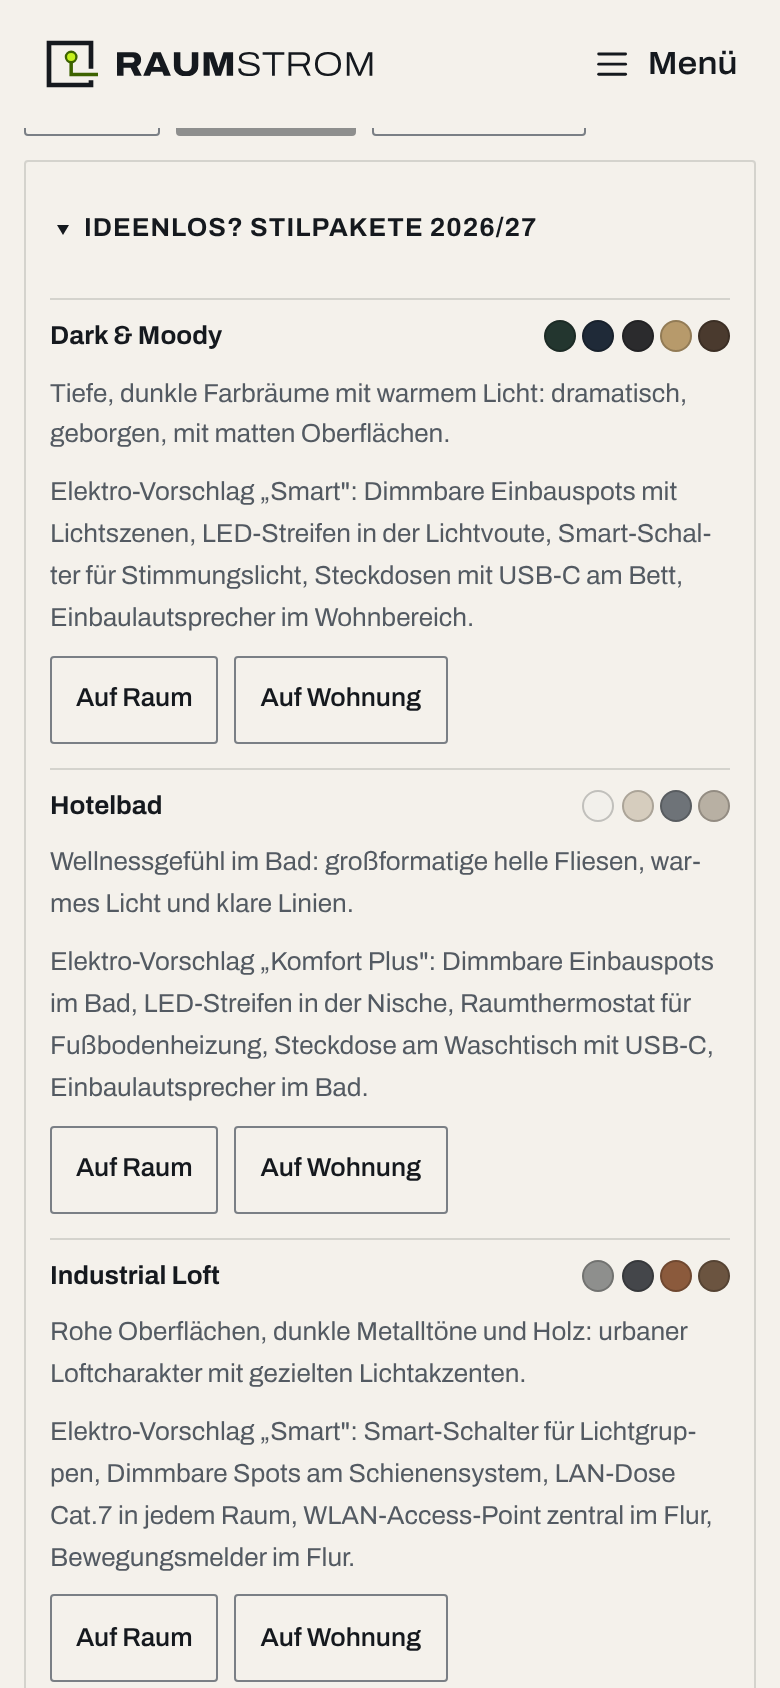 RAUMSTROM
Menü
IDEENLOS? STILPAKETE 2026/27
Dark & Moody
Tiefe, dunkle Farbräume mit warmem Licht: dramatisch,
geborgen, mit matten Oberflächen.
Elektro-Vorschlag „Smart": Dimmbare Einbauspots mit
Lichtszenen, LED-Streifen in der Lichtvoute, Smart-Schal-
ter für Stimmungslicht, Steckdosen mit USB-C am Bett,
Einbaulautsprecher im Wohnbereich.
Auf Raum
Auf Wohnung
Hotelbad
Wellnessgefühl im Bad: großformatige helle Fliesen, war-
mes Licht und klare Linien.
Elektro-Vorschlag „Komfort Plus": Dimmbare Einbauspots
im Bad, LED-Streifen in der Nische, Raumthermostat für
Fußbodenheizung, Steckdose am Waschtisch mit USB-C,
Einbaulautsprecher im Bad.
Auf Raum
Auf Wohnung
Industrial Loft
Rohe Oberflächen, dunkle Metalltöne und Holz: urbaner
Loftcharakter mit gezielten Lichtakzenten.
Elektro-Vorschlag „Smart": Smart-Schalter für Lichtgrup-
pen, Dimmbare Spots am Schienensystem, LAN-Dose
Cat.7 in jedem Raum, WLAN-Access-Point zentral im Flur,
Bewegungsmelder im Flur.
Auf Raum
Auf Wohnung